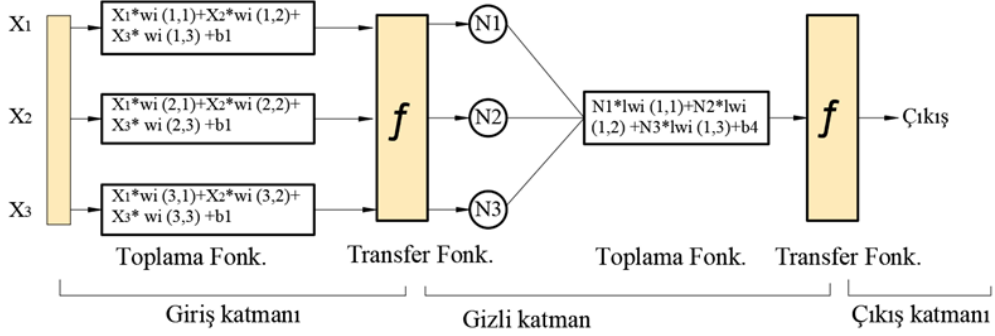 X1
X1*wi (1,1)+X2*wi (1,2)+
X3* wi (1,3) +b1
N1
X2
X1*wi (2,1)+X2*wi (2,2)+
X3* wi (2,3) +b1
f
N2
N1*lwi (1,1)+N2*lwi
(1,2) +N3*lwi (1,3)+b4
f
Çıkış
X3
X1*wi (3,1)+X2*wi (3,2)+
X3* wi (3,3) +b1
N3
Toplama Fonk.
Transfer Fonk.
Toplama Fonk.
Transfer Fonk.
Giriş katmanı
Gizli katman
Çıkış katmanı